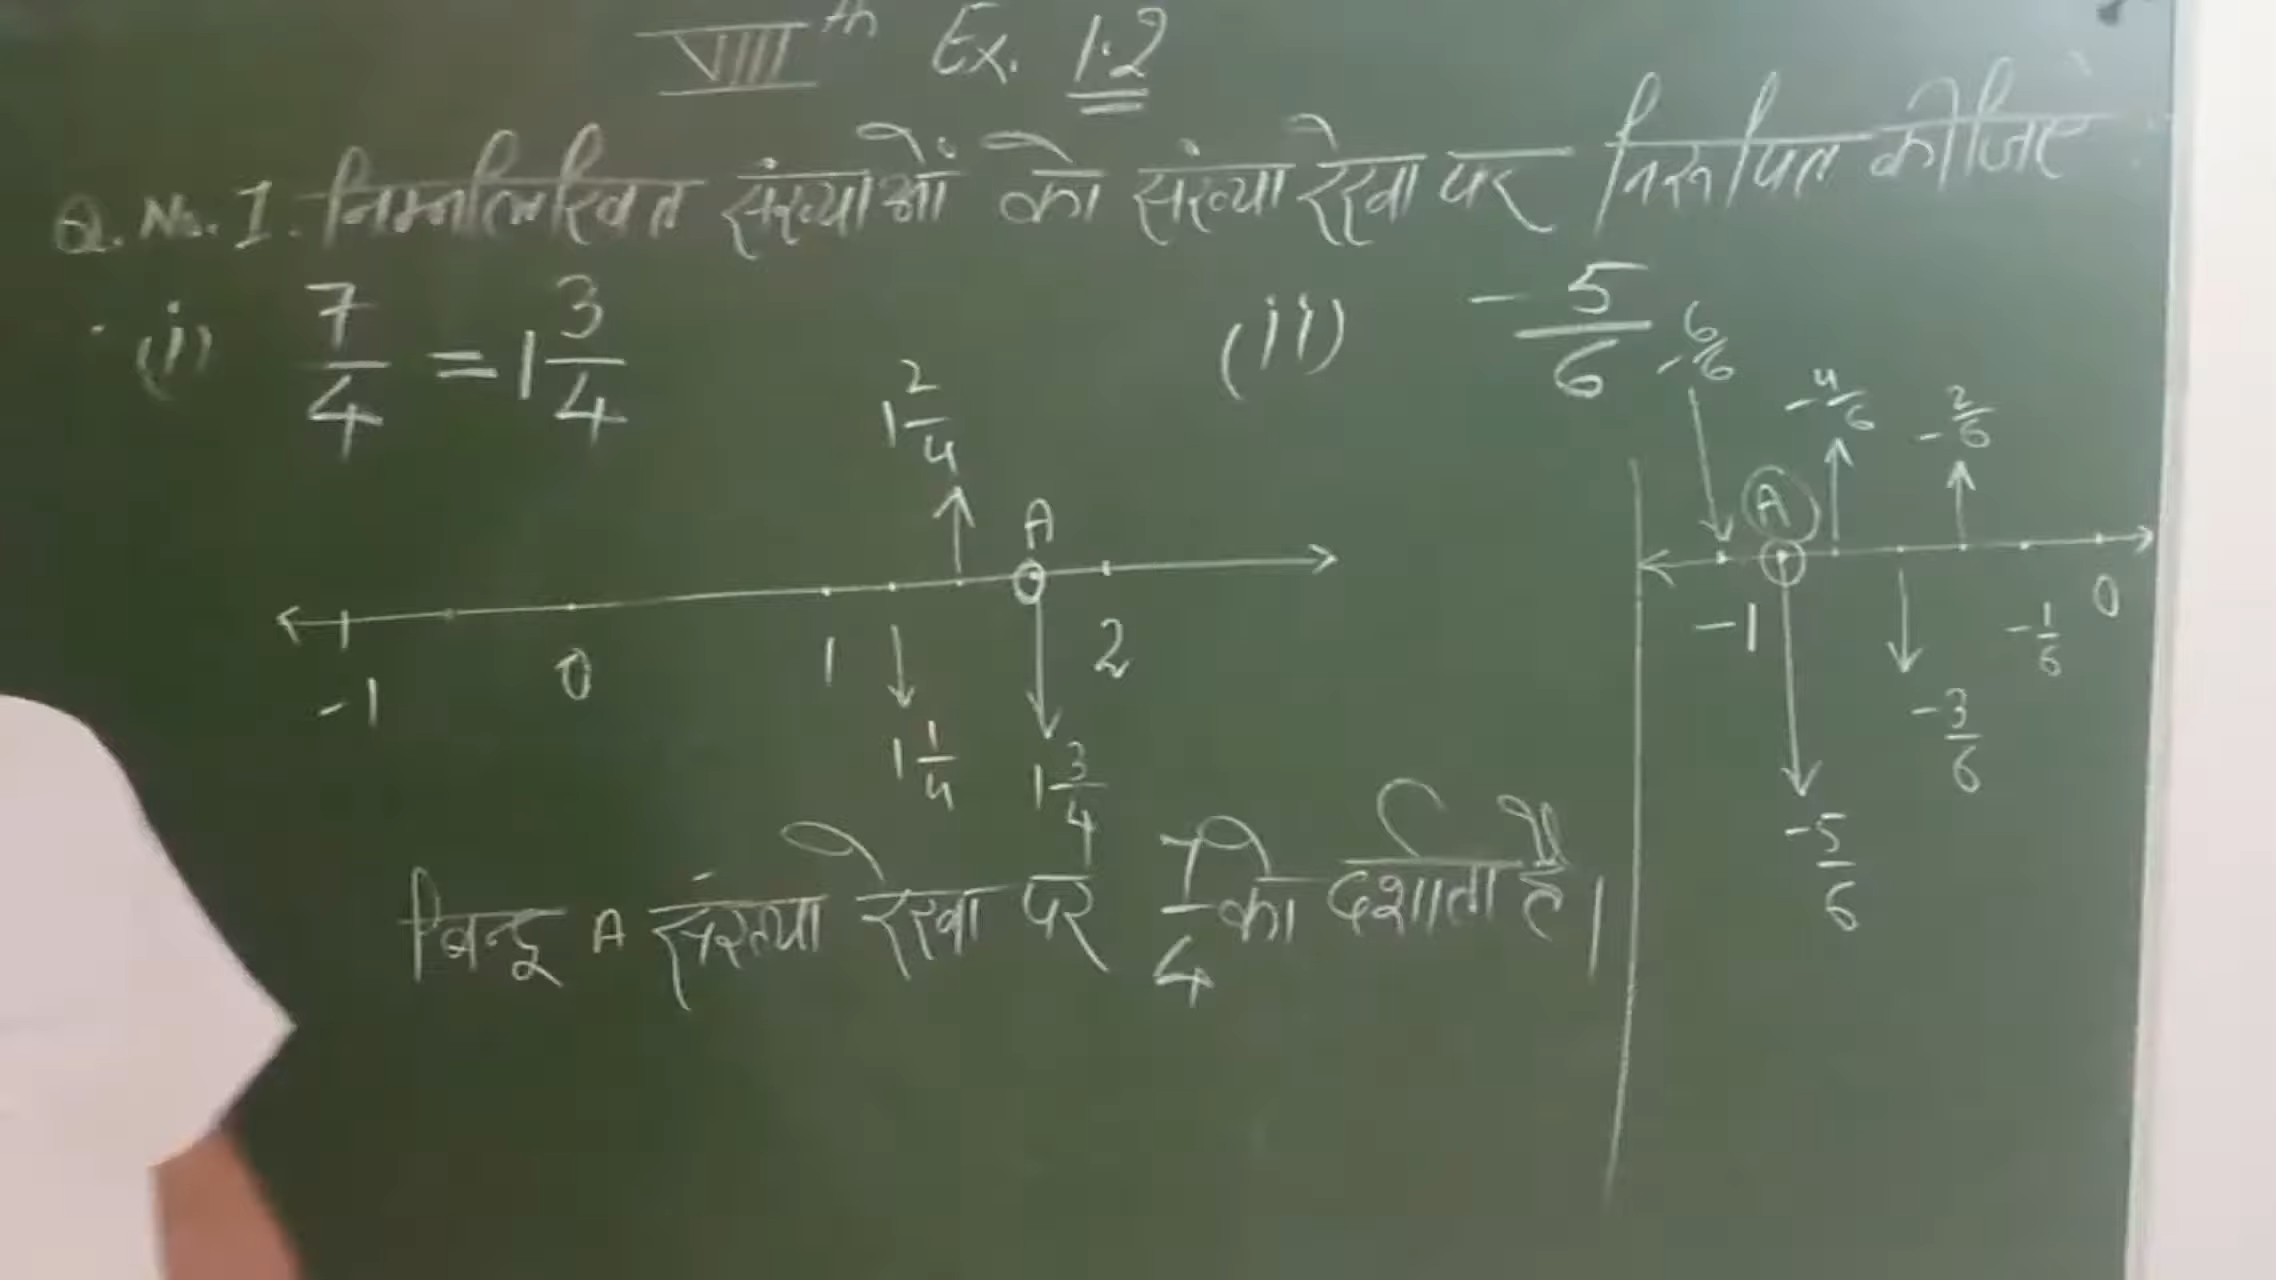 VIIIth Ex. 1.2
Q. No. 1. निम्नलिखित संख्याओं को संख्या रेखा पर निरूपित कीजिए
(i) 7/4 = 1 3/4
(ii) -5/6
1 2/4
A
-1 0 1 2
1 1/4 1 3/4
-6/6 -4/6 -2/6
A
-1 -1/6 0
-3/6
-5/6
बिन्दू A संख्या रेखा पर 7/4 को दर्शाता है।